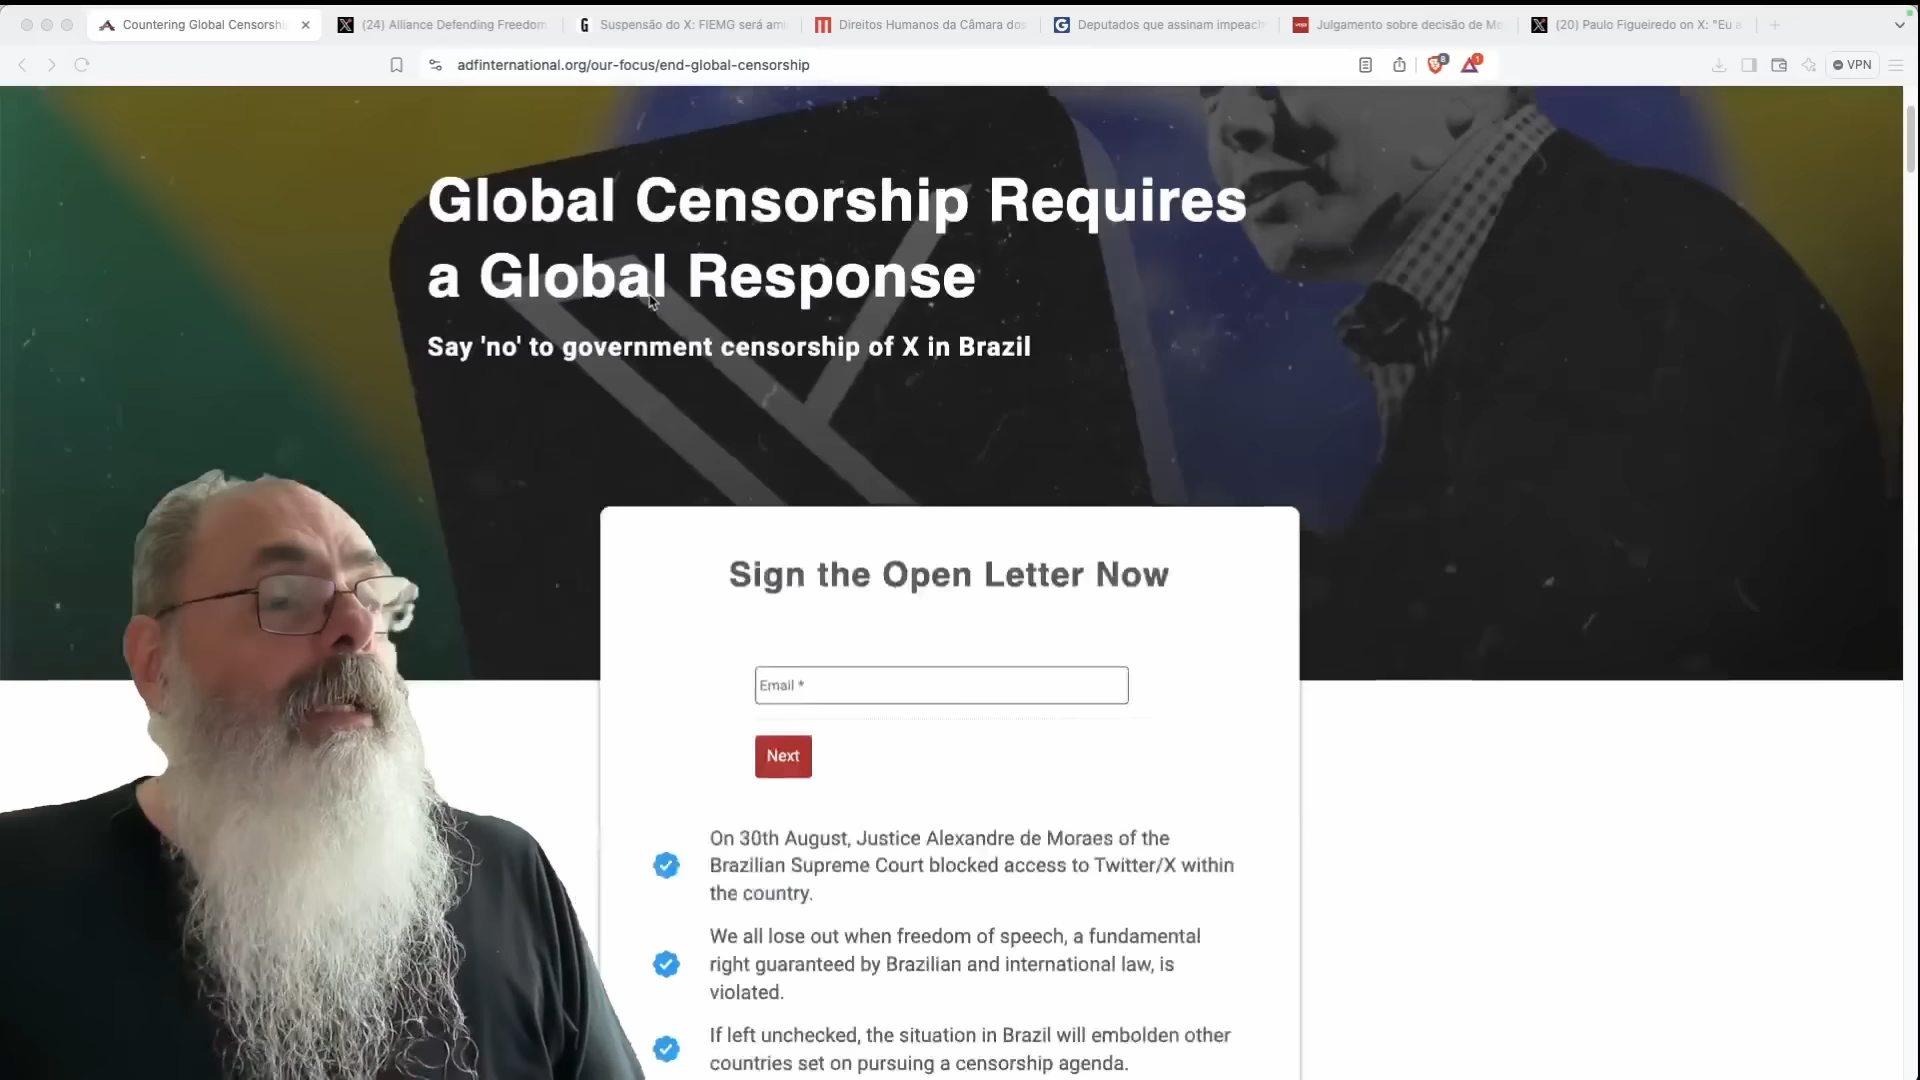 Countering Global Censorshi
(24) Alliance Defending Freedom
Suspensão do X: FIEMG será ami
Direitos Humanos da Câmara dos
Deputados que assinam impeach
Julgamento sobre decisão de Mo
(20) Paulo Figueiredo on X: "Eu a
adfinternational.org/our-focus/end-global-censorship
8
1
VPN
Global Censorship Requires
a Global Response
Say 'no' to government censorship of X in Brazil
Sign the Open Letter Now
Email *
Next
On 30th August, Justice Alexandre de Moraes of the
Brazilian Supreme Court blocked access to Twitter/X within
the country.
We all lose out when freedom of speech, a fundamental
right guaranteed by Brazilian and international law, is
violated.
If left unchecked, the situation in Brazil will embolden other
countries set on pursuing a censorship agenda.